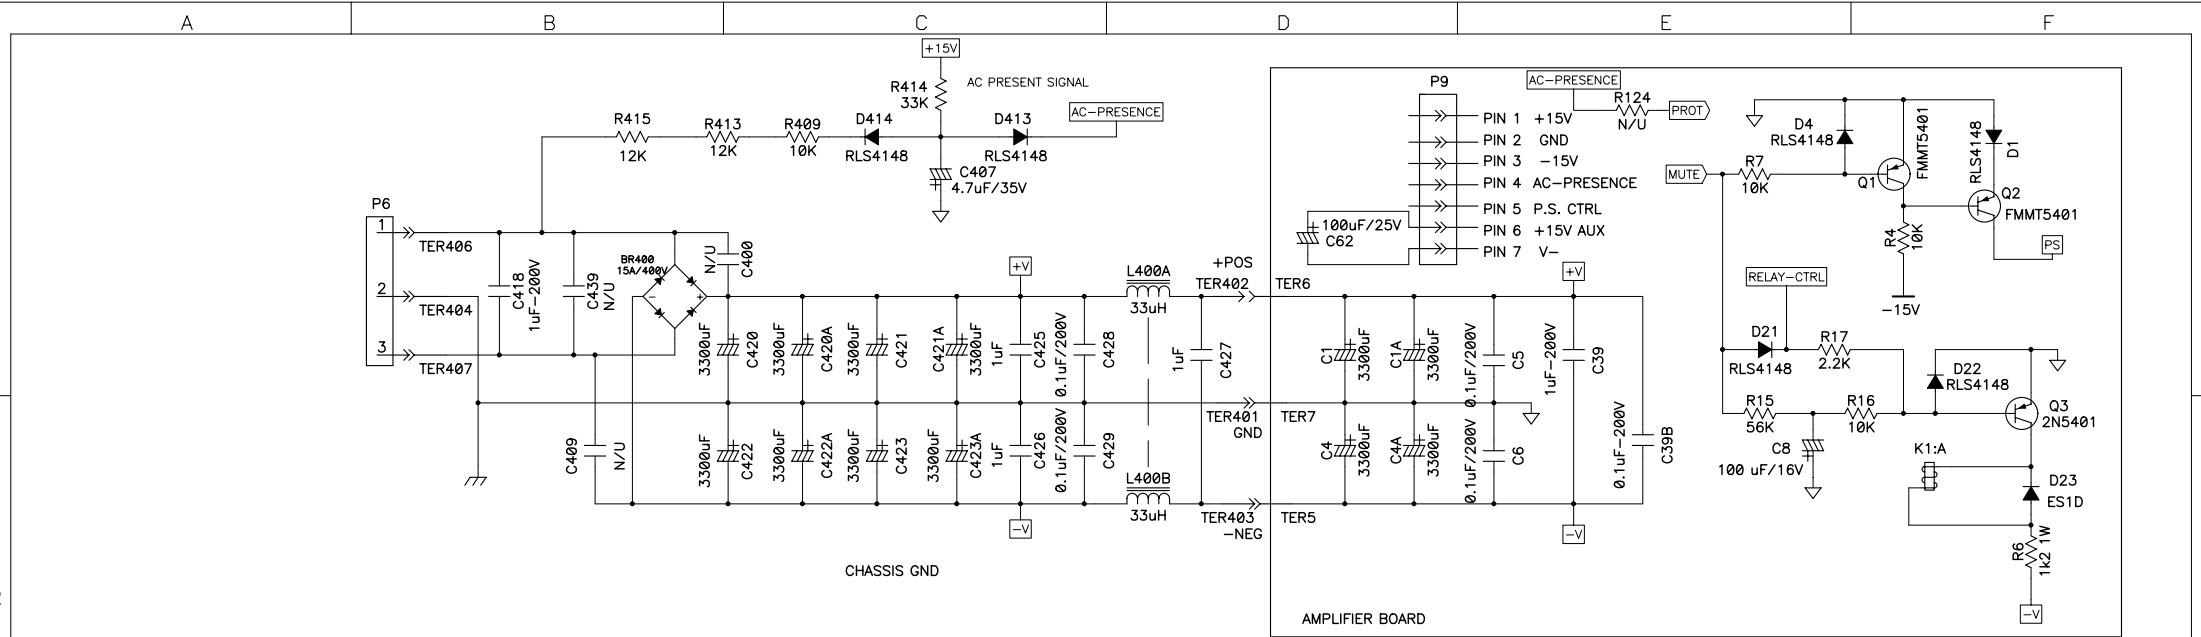 A B C D E F
+15V
R414
33K
AC PRESENT SIGNAL
AC-PRESENCE
R415
12K
R413
12K
R409
10K
D414
RLS4148
D413
RLS4148
C407
4.7uF/35V
P6
1
2
3
TER406
TER404
TER407
C418
1uF-200V
C439
N/U
BR400
15A/400V
N/U
C400
C409
N/U
3300uF
C420
3300uF
C420A
3300uF
C421
C421A
3300uF
1uF
C425
0.1uF/200V
C428
+V
3300uF
C422
3300uF
C422A
3300uF
C423
3300uF
C423A
1uF
C426
0.1uF/200V
C429
-V
L400A
33uH
L400B
33uH
1uF
C427
+POS
TER402
TER6
TER401
GND
TER7
TER403
-NEG
TER5
CHASSIS GND
P9
PIN 1 +15V
PIN 2 GND
PIN 3 -15V
PIN 4 AC-PRESENCE
PIN 5 P.S. CTRL
PIN 6 +15V AUX
PIN 7 V-
100uF/25V
C62
AC-PRESENCE
R124
N/U
PROT
C1
3300uF
C1A
3300uF
0.1uF/200V
C5
1uF-200V
C39
+V
C4
3300uF
C4A
3300uF
0.1uF/200V
C6
0.1uF-200V
C39B
-V
MUTE
R7
10K
D4
RLS4148
Q1
FMMT5401
RLS4148
D1
Q2
FMMT5401
R4
10K
-15V
PS
RELAY-CTRL
D21
RLS4148
R17
2.2K
R15
56K
R16
10K
C8
100 uF/16V
D22
RLS4148
Q3
2N5401
K1:A
D23
ES1D
R6
1k2 1W
-V
AMPLIFIER BOARD